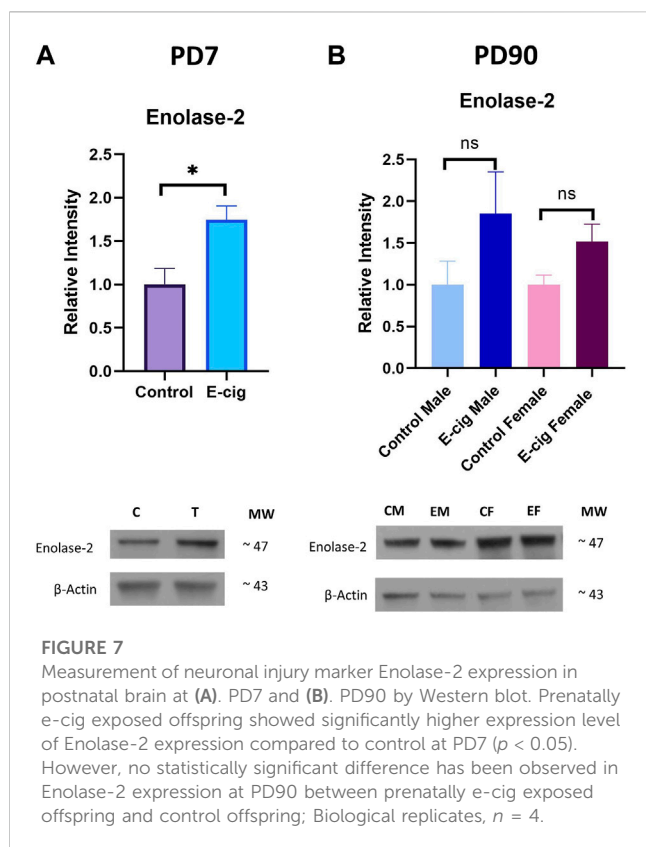 A PD7
Enolase-2
Relative Intensity
2.5
2.0
1.5
1.0
0.5
0.0
*
Control E-cig
C T MW
Enolase-2 ~ 47
β-Actin ~ 43
B PD90
Enolase-2
Relative Intensity
2.5
2.0
1.5
1.0
0.5
0.0
ns
ns
Control Male
E-cig Male
Control Female
E-cig Female
CM EM CF EF MW
Enolase-2 ~ 47
β-Actin ~ 43
FIGURE 7
Measurement of neuronal injury marker Enolase-2 expression in
postnatal brain at (A). PD7 and (B). PD90 by Western blot. Prenatally
e-cig exposed offspring showed significantly higher expression level
of Enolase-2 expression compared to control at PD7 (p < 0.05).
However, no statistically significant difference has been observed in
Enolase-2 expression at PD90 between prenatally e-cig exposed
offspring and control offspring; Biological replicates, n = 4.